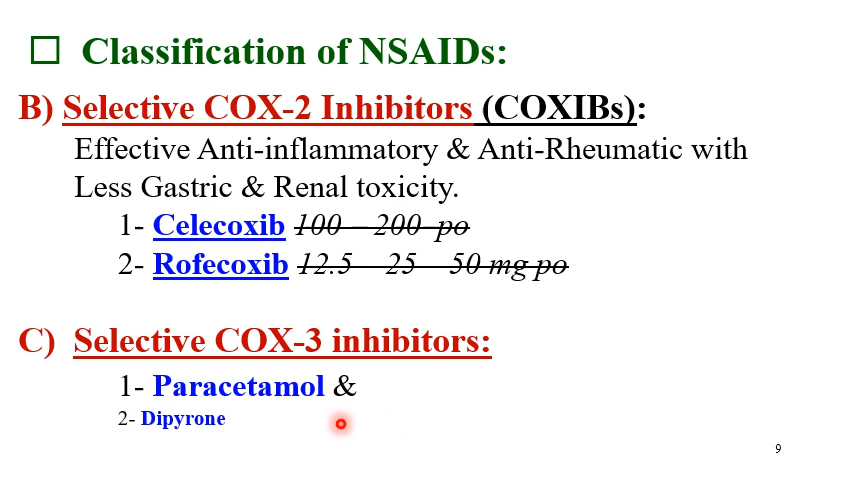 ☐ Classification of NSAIDs:
B) Selective COX-2 Inhibitors (COXIBs):
Effective Anti-inflammatory & Anti-Rheumatic with
Less Gastric & Renal toxicity.
1- Celecoxib 100 – 200 po
2- Rofecoxib 12.5 – 25 – 50 mg po
C) Selective COX-3 inhibitors:
1- Paracetamol &
2- Dipyrone
9